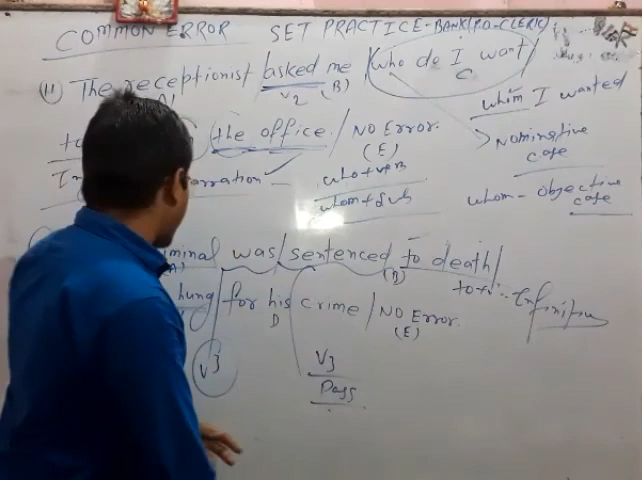 COMMON ERROR SET PRACTICE-BANK(P.O-CLERK)
(11) The receptionist asked me / who do I want /
V2 (B) C
whom I wanted
the office. / NO Error.
(E)
Nominative
case
who+verb
whom+Sub
whom - objective
case
was / sentenced to death /
(A) (B)
to+V1.. Infinitive
hung / for his crime / NO Error.
D (E)
V3 V3
Pass